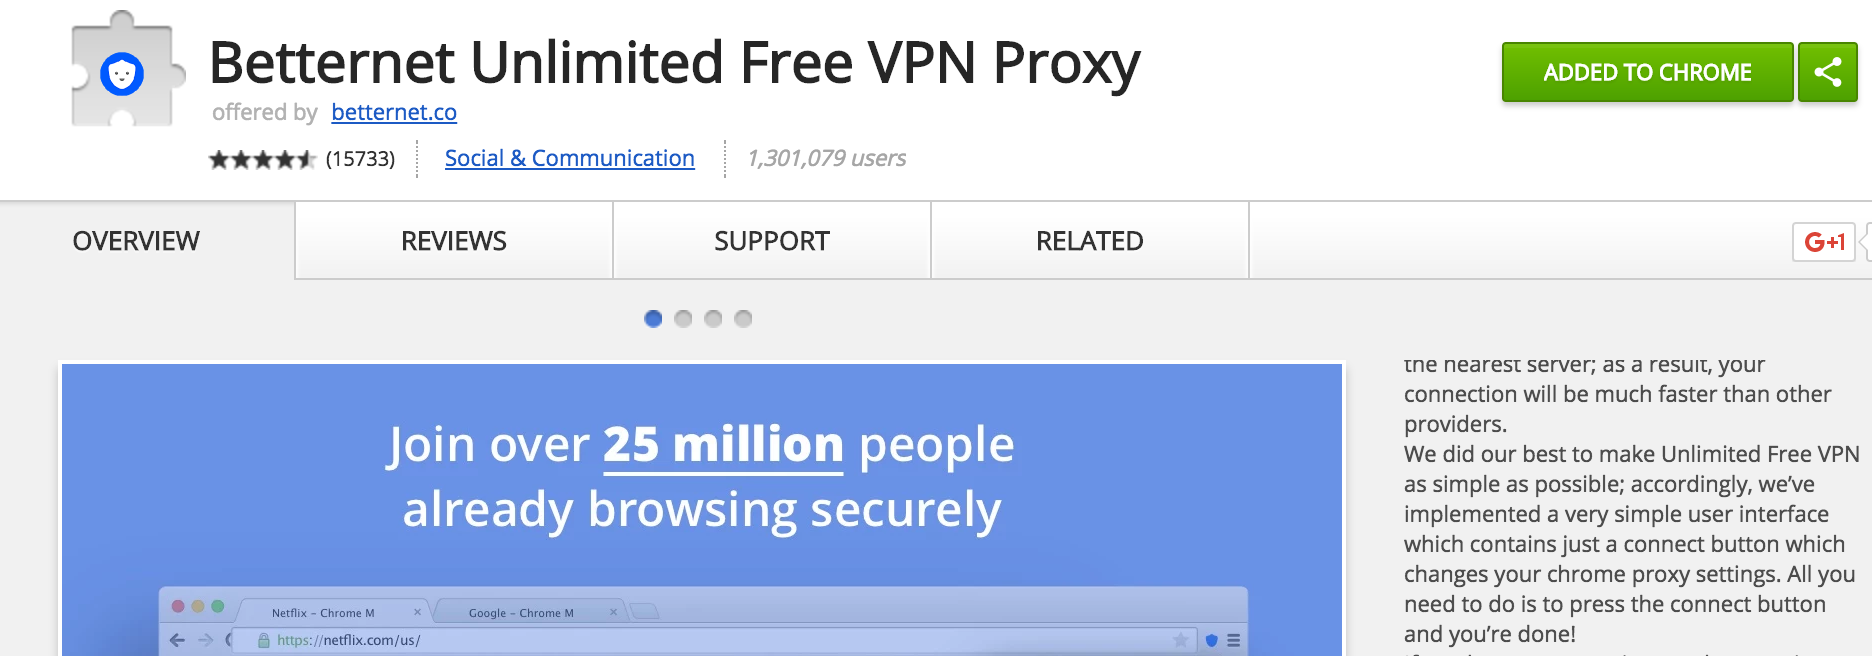 Betternet Unlimited Free VPN Proxy
offered by betternet.co
(15733) Social & Communication 1,301,079 users
ADDED TO CHROME
OVERVIEW REVIEWS SUPPORT RELATED
G+1
Join over 25 million people
already browsing securely
Netflix – Chrome M × Google – Chrome M ×
https://netflix.com/us/
the nearest server; as a result, your
connection will be much faster than other
providers.
We did our best to make Unlimited Free VPN
as simple as possible; accordingly, we’ve
implemented a very simple user interface
which contains just a connect button which
changes your chrome proxy settings. All you
need to do is to press the connect button
and you’re done!